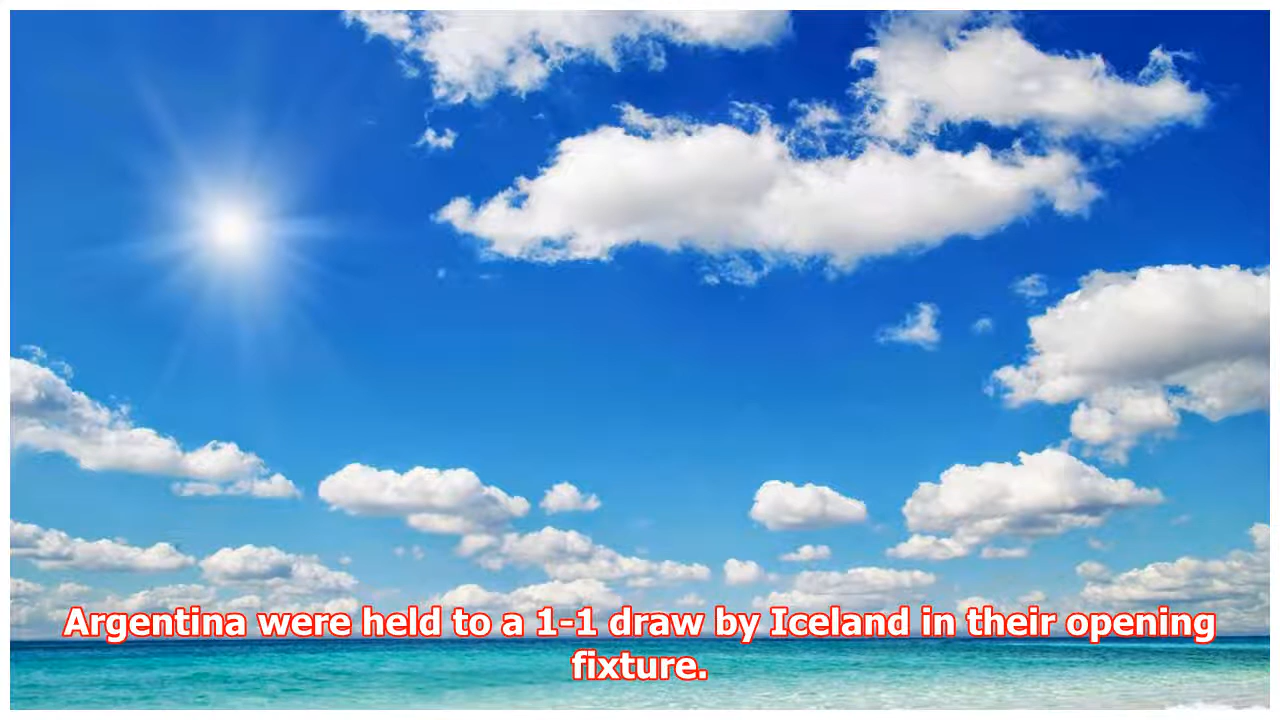 Argentina were held to a 1-1 draw by Iceland in their opening
fixture.